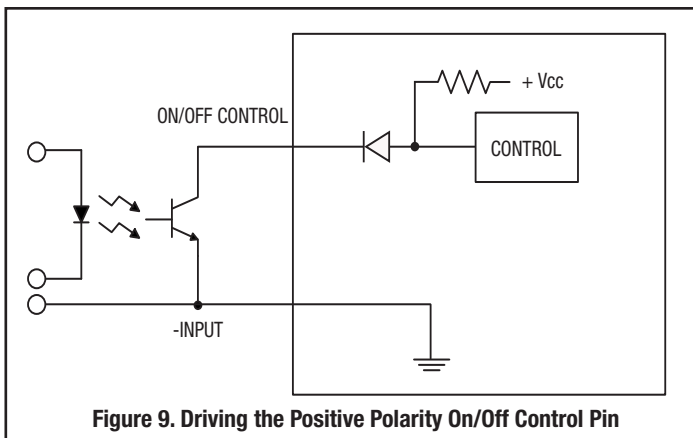 + Vcc
ON/OFF CONTROL
CONTROL
-INPUT
Figure 9. Driving the Positive Polarity On/Off Control Pin